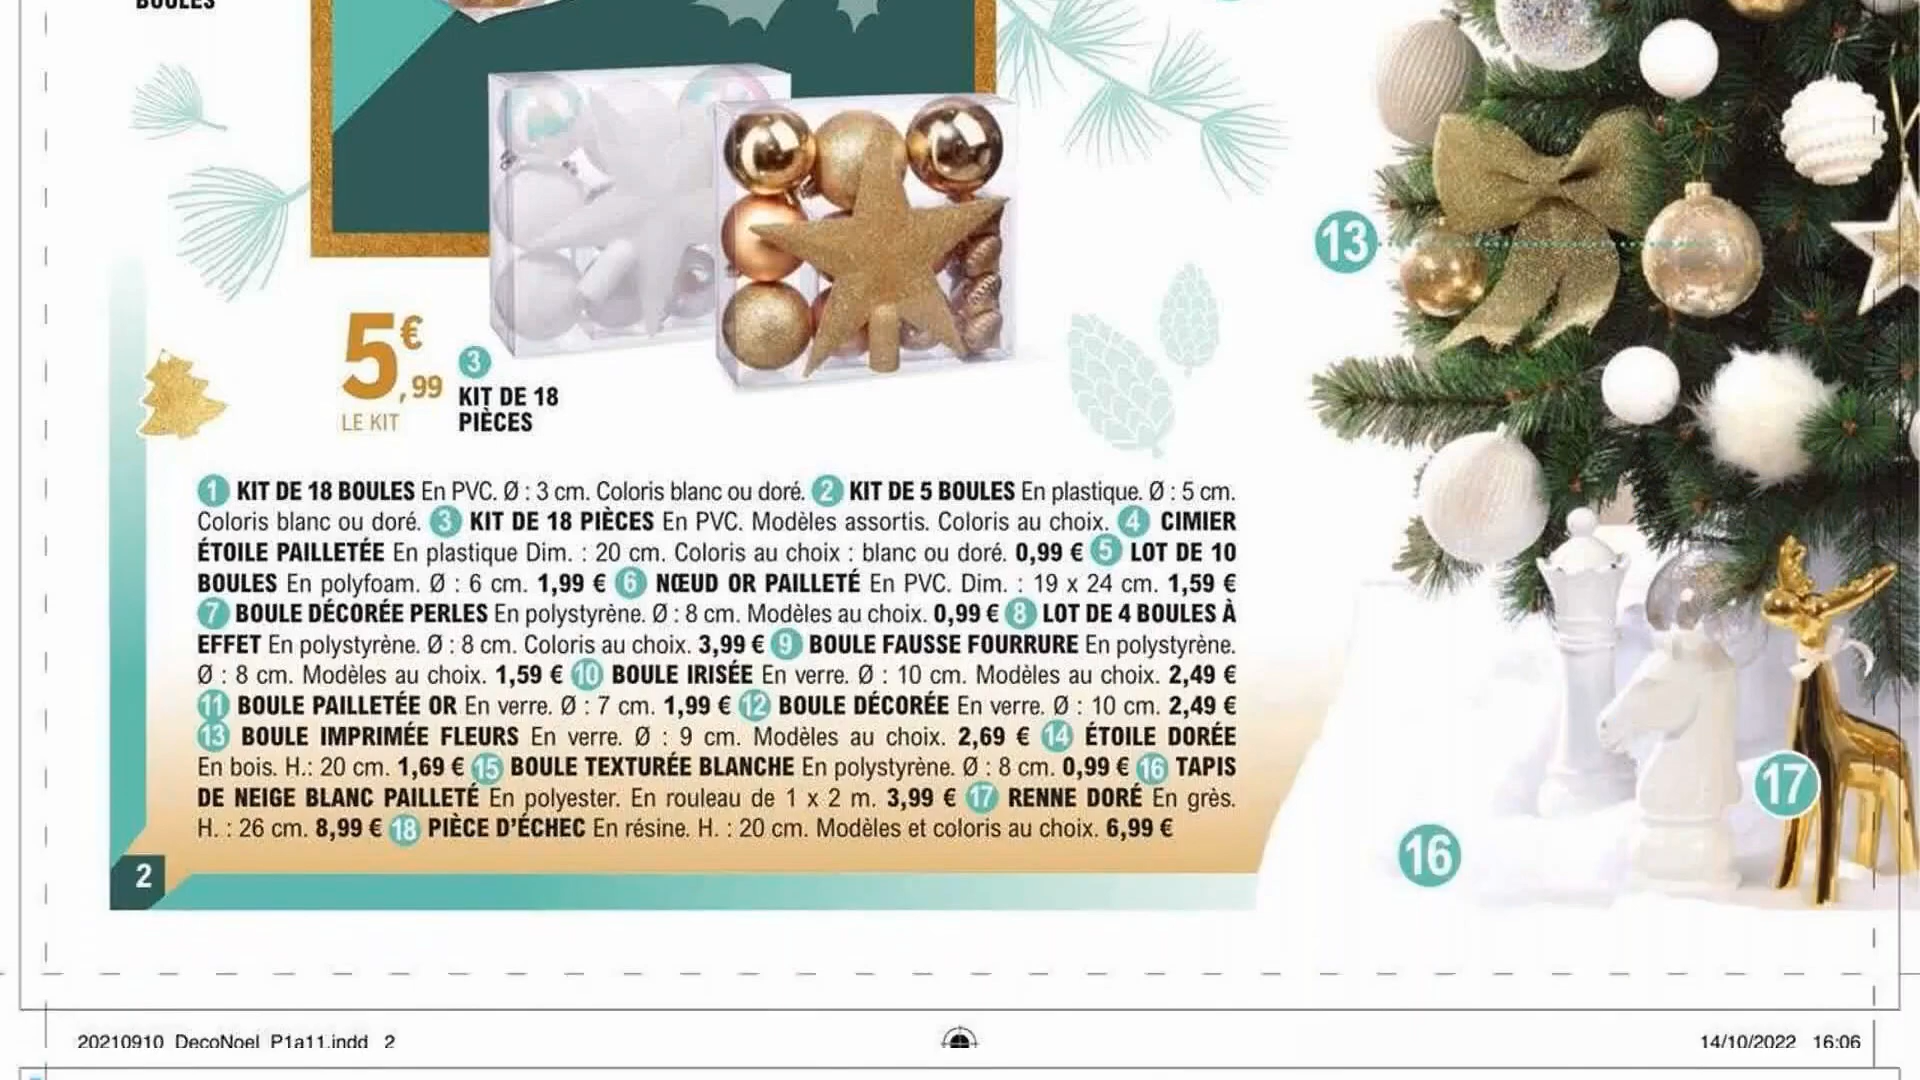 BOULES
13
5€,99
LE KIT
3
KIT DE 18
PIÈCES
1 KIT DE 18 BOULES En PVC. Ø : 3 cm. Coloris blanc ou doré. 2 KIT DE 5 BOULES En plastique. Ø : 5 cm.
Coloris blanc ou doré. 3 KIT DE 18 PIÈCES En PVC. Modèles assortis. Coloris au choix. 4 CIMIER
ÉTOILE PAILLETÉE En plastique Dim. : 20 cm. Coloris au choix : blanc ou doré. 0,99 € 5 LOT DE 10
BOULES En polyfoam. Ø : 6 cm. 1,99 € 6 NŒUD OR PAILLETÉ En PVC. Dim. : 19 x 24 cm. 1,59 €
7 BOULE DÉCORÉE PERLES En polystyrène. Ø : 8 cm. Modèles au choix. 0,99 € 8 LOT DE 4 BOULES À
EFFET En polystyrène. Ø : 8 cm. Coloris au choix. 3,99 € 9 BOULE FAUSSE FOURRURE En polystyrène.
Ø : 8 cm. Modèles au choix. 1,59 € 10 BOULE IRISÉE En verre. Ø : 10 cm. Modèles au choix. 2,49 €
11 BOULE PAILLETÉE OR En verre. Ø : 7 cm. 1,99 € 12 BOULE DÉCORÉE En verre. Ø : 10 cm. 2,49 €
13 BOULE IMPRIMÉE FLEURS En verre. Ø : 9 cm. Modèles au choix. 2,69 € 14 ÉTOILE DORÉE
En bois. H.: 20 cm. 1,69 € 15 BOULE TEXTURÉE BLANCHE En polystyrène. Ø : 8 cm. 0,99 € 16 TAPIS
DE NEIGE BLANC PAILLETÉ En polyester. En rouleau de 1 x 2 m. 3,99 € 17 RENNE DORÉ En grès.
H. : 26 cm. 8,99 € 18 PIÈCE D'ÉCHEC En résine. H. : 20 cm. Modèles et coloris au choix. 6,99 €
17
16
2
20210910_DecoNoel_P1a11.indd 2
14/10/2022 16:06